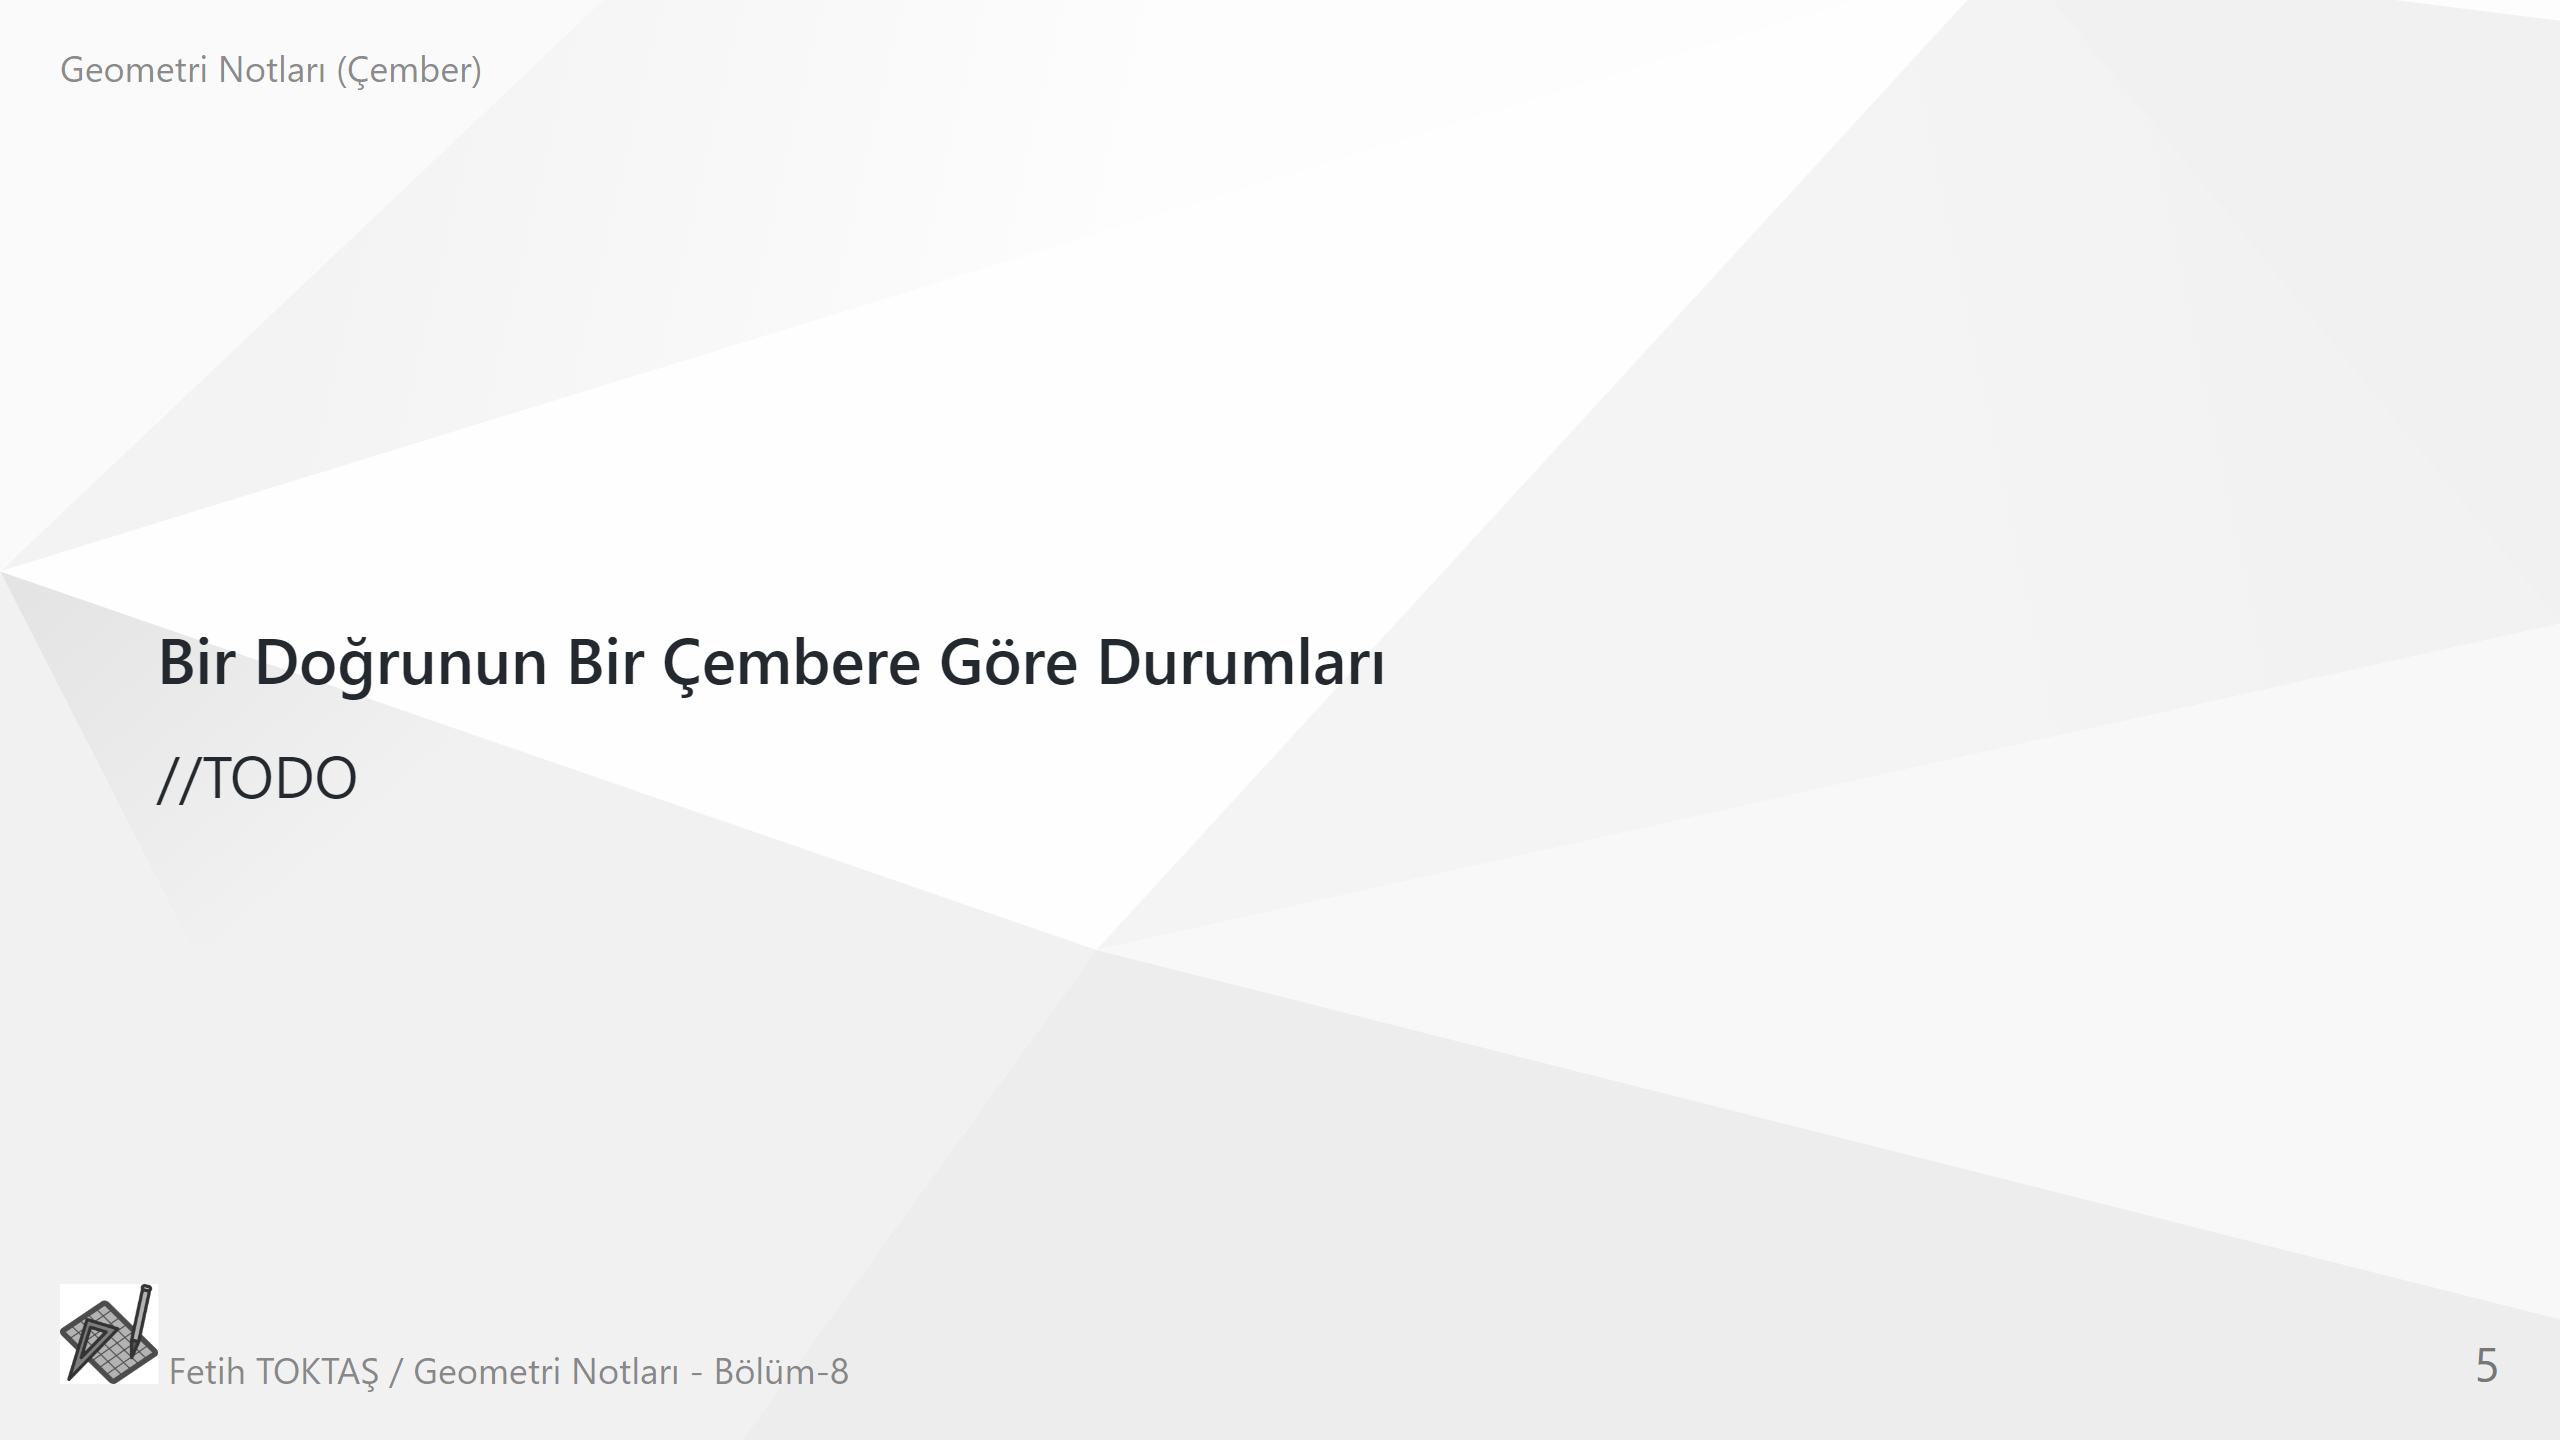 Geometri Notları (Çember)
Bir Doğrunun Bir Çembere Göre Durumları
//TODO
Fetih TOKTAŞ / Geometri Notları - Bölüm-8
5